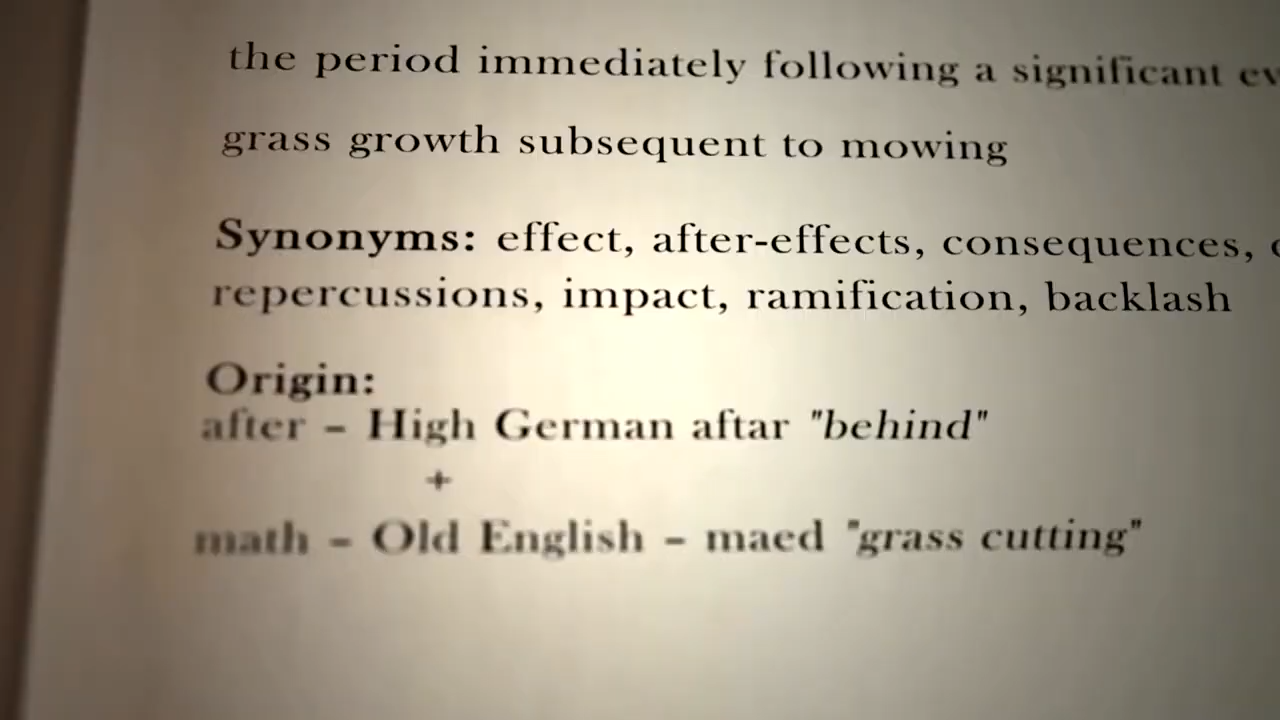 the period immediately following a significant
grass growth subsequent to mowing
Synonyms: effect, after-effects, consequences,
repercussions, impact, ramification, backlash
Origin:
after – High German aftar "behind"
+
math – Old English – maed "grass cutting"